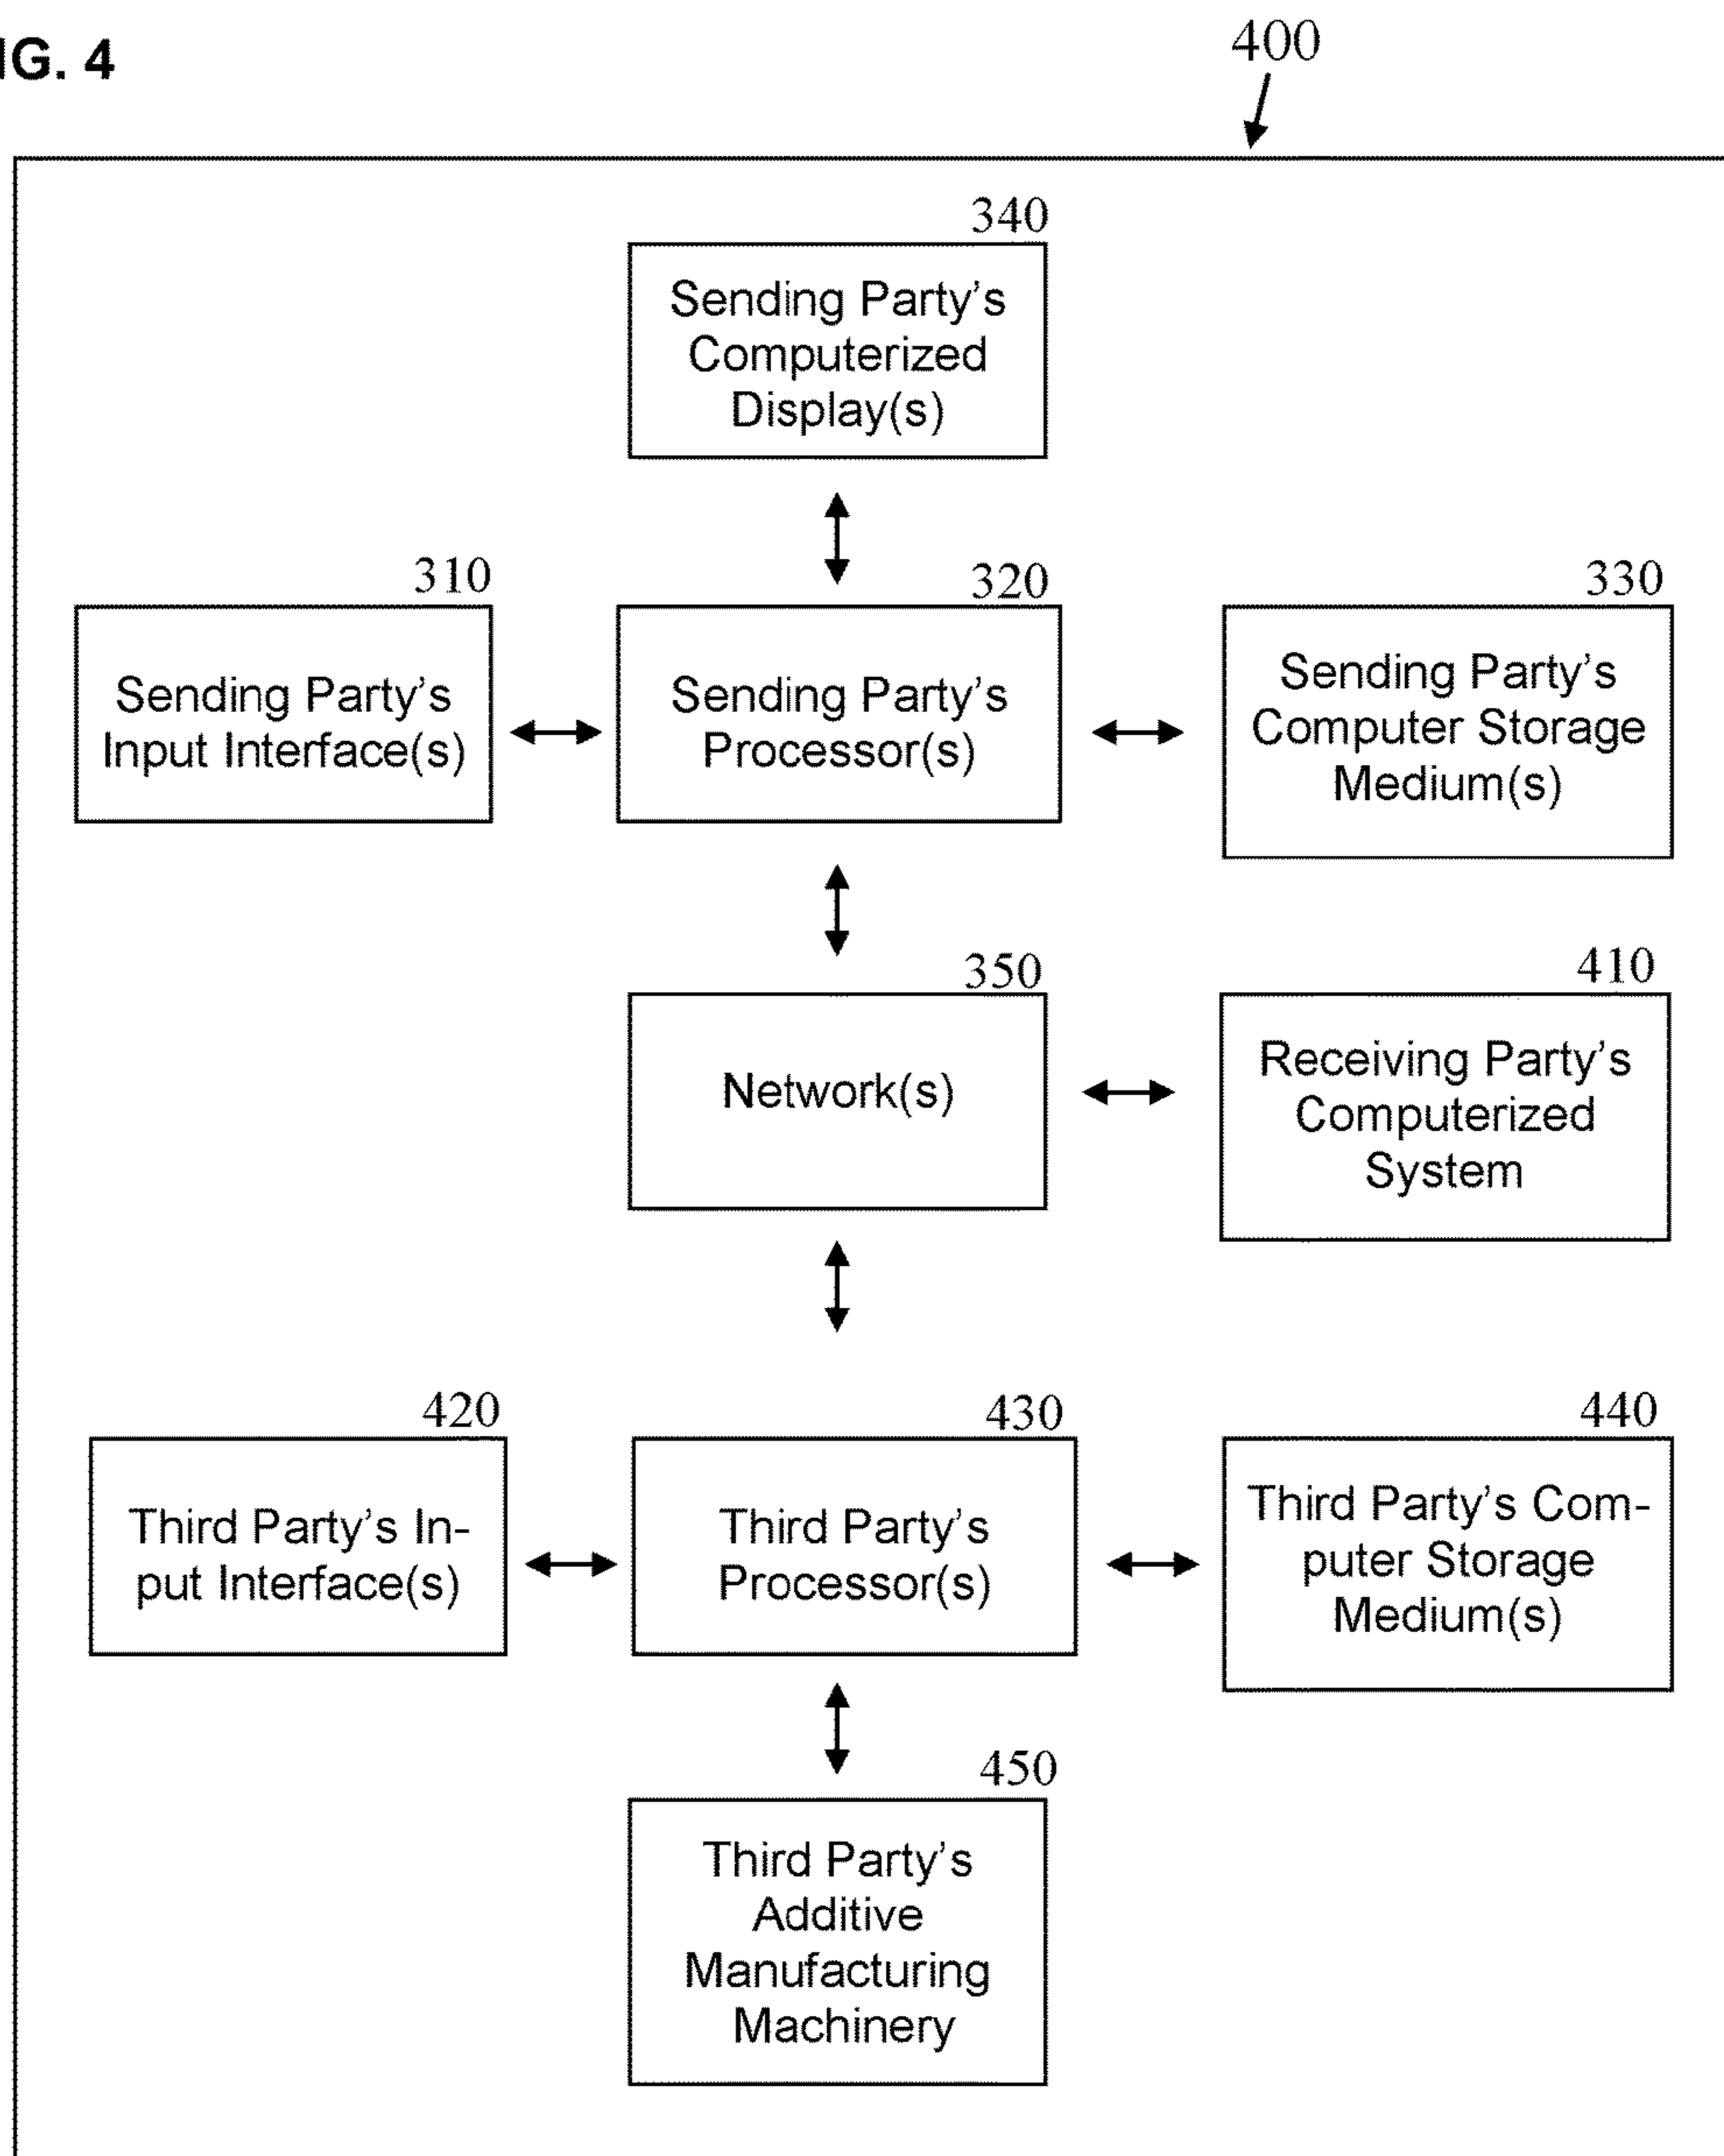 IG. 4
400
340
Sending Party's
Computerized
Display(s)
310
320
330
Sending Party's
Input Interface(s)
Sending Party's
Processor(s)
Sending Party's
Computer Storage
Medium(s)
350
410
Network(s)
Receiving Party's
Computerized
System
420
430
440
Third Party's In-
put Interface(s)
Third Party's
Processor(s)
Third Party's Com-
puter Storage
Medium(s)
450
Third Party's
Additive
Manufacturing
Machinery